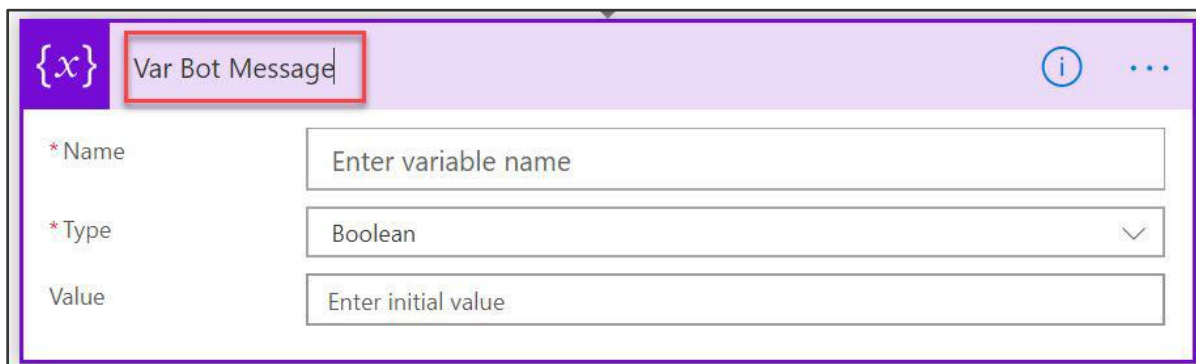 {x} Var Bot Message i ...
* Name Enter variable name
* Type Boolean
Value Enter initial value